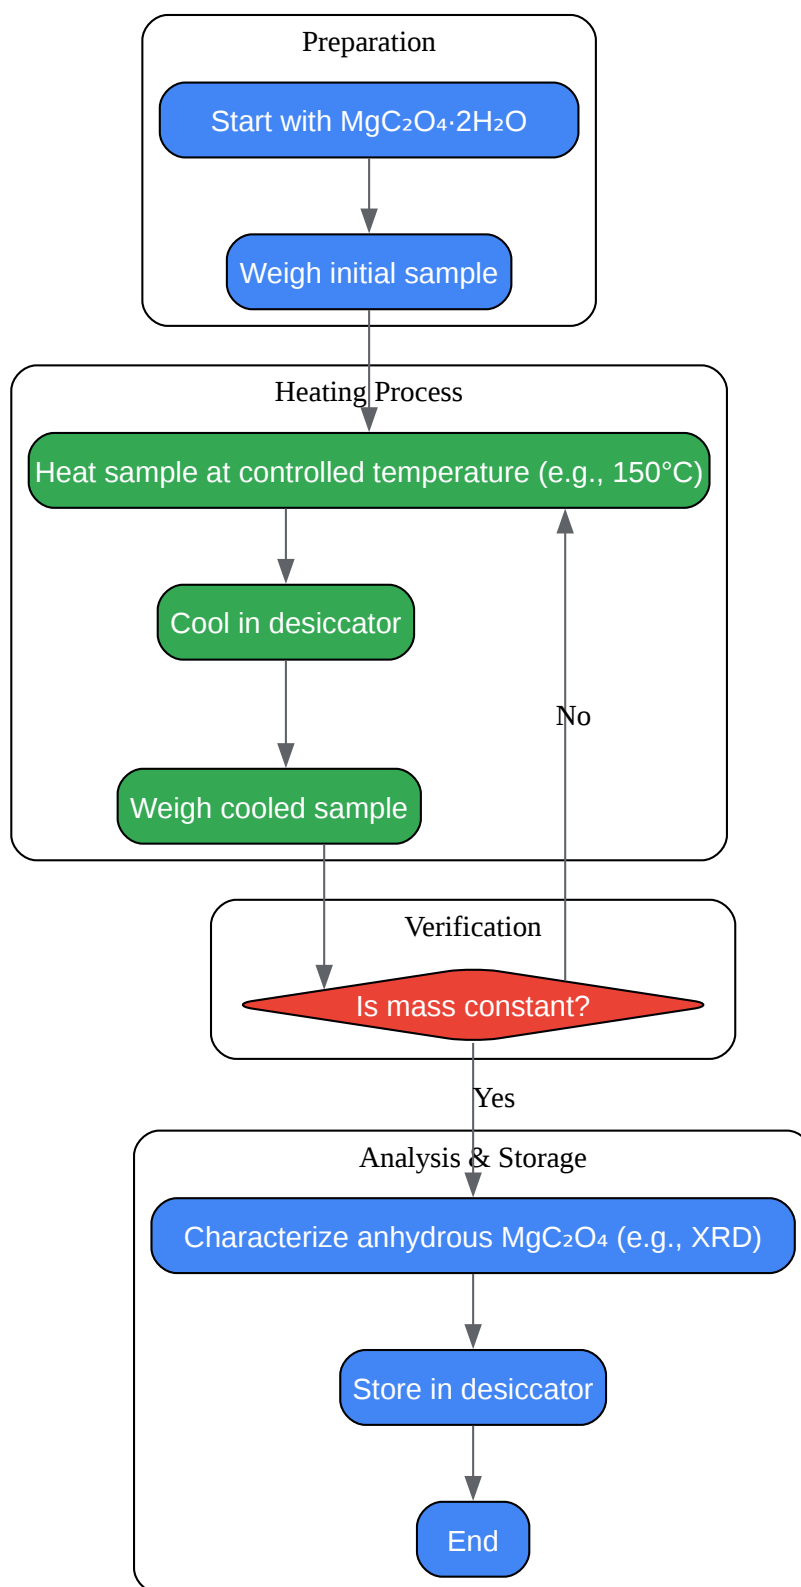 Preparation
Start with MgC₂O₄·2H₂O
Weigh initial sample
Heating Process
Heat sample at controlled temperature (e.g., 150°C)
Cool in desiccator
No
Weigh cooled sample
Verification
Is mass constant?
Yes
Analysis & Storage
Characterize anhydrous MgC₂O₄ (e.g., XRD)
Store in desiccator
End